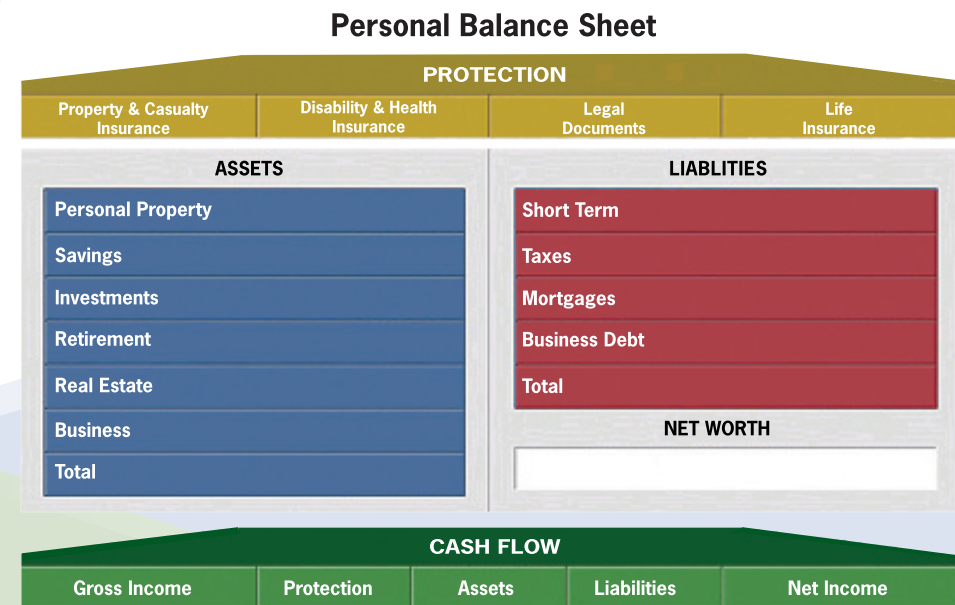 Personal Balance Sheet
PROTECTION
Property & Casualty
Insurance
Disability & Health
Insurance
Legal
Documents
Life
Insurance
ASSETS
Personal Property
Savings
Investments
Retirement
Real Estate
Business
Total
LIABLITIES
Short Term
Taxes
Mortgages
Business Debt
Total
NET WORTH
CASH FLOW
Gross Income
Protection
Assets
Liabilities
Net Income